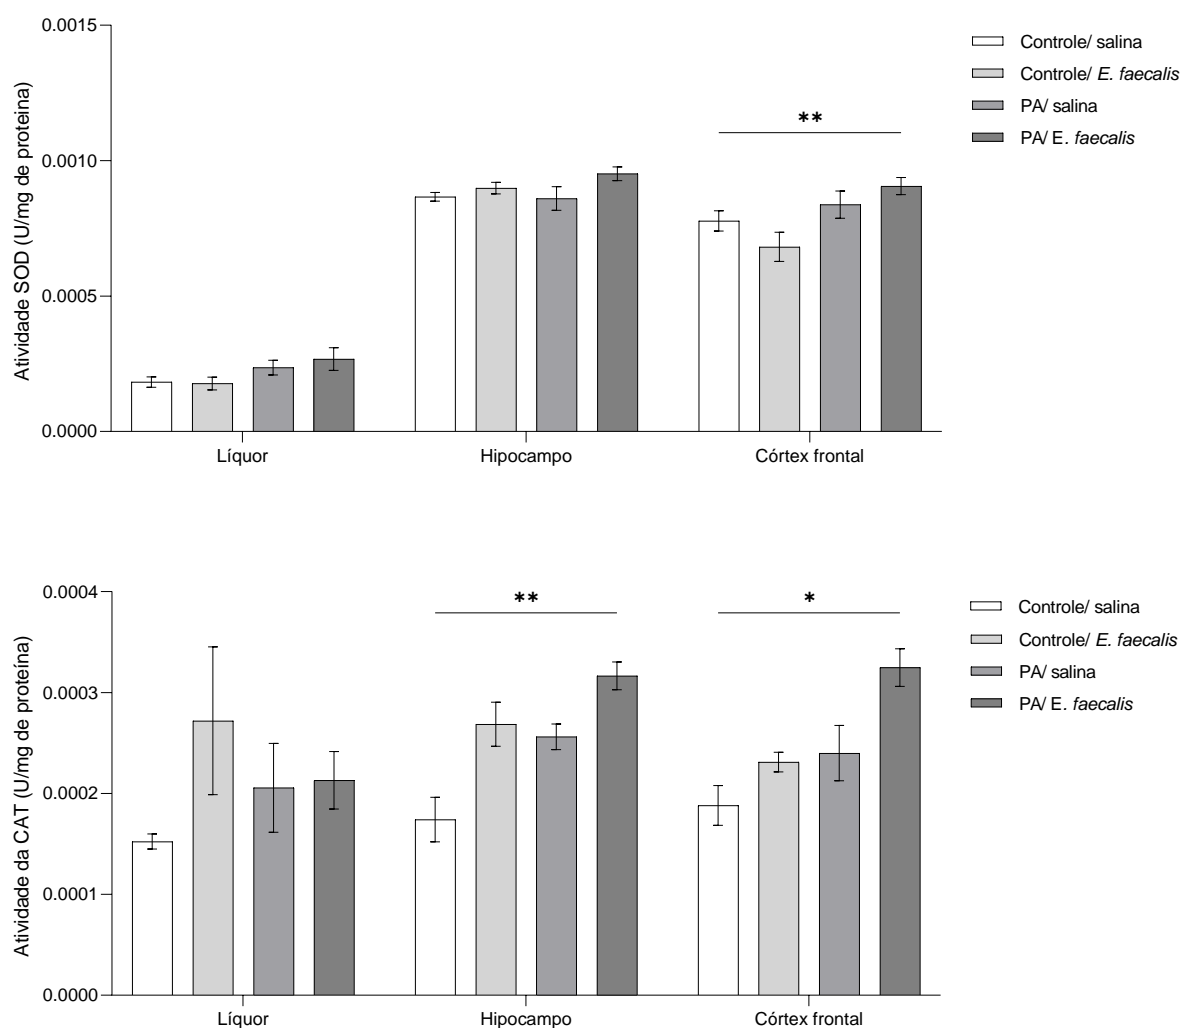 Atividade SOD (U/mg de proteina)
0.0015
0.0010
0.0005
0.0000
**
Líquor
Hipocampo
Córtex frontal
Controle/ salina
Controle/ E. faecalis
PA/ salina
PA/ E. faecalis
Atividade da CAT (U/mg de proteína)
0.0004
0.0003
0.0002
0.0001
0.0000
**
*
Líquor
Hipocampo
Córtex frontal
Controle/ salina
Controle/ E. faecalis
PA/ salina
PA/ E. faecalis